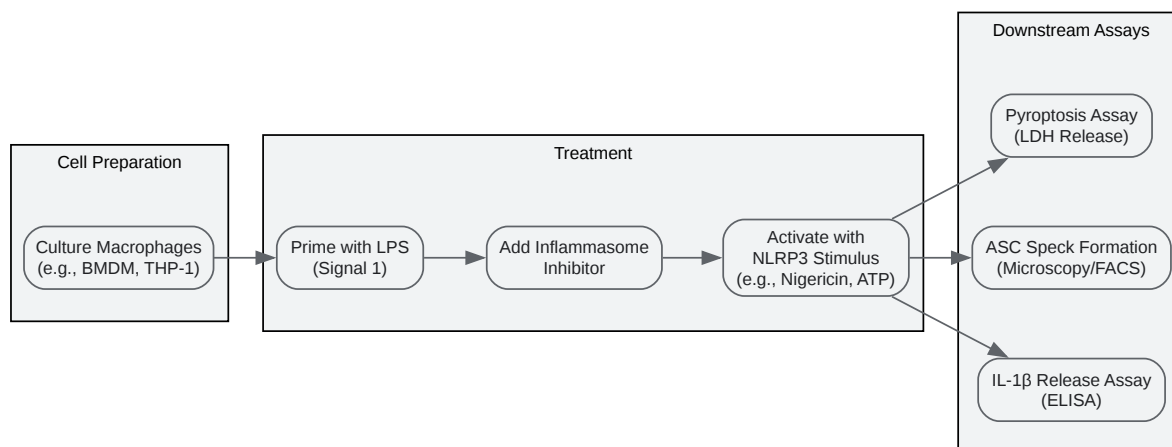 Cell Preparation
Culture Macrophages
(e.g., BMDM, THP-1)
Treatment
Prime with LPS
(Signal 1)
Add Inflammasome
Inhibitor
Activate with
NLRP3 Stimulus
(e.g., Nigericin, ATP)
Downstream Assays
Pyroptosis Assay
(LDH Release)
ASC Speck Formation
(Microscopy/FACS)
IL-1β Release Assay
(ELISA)